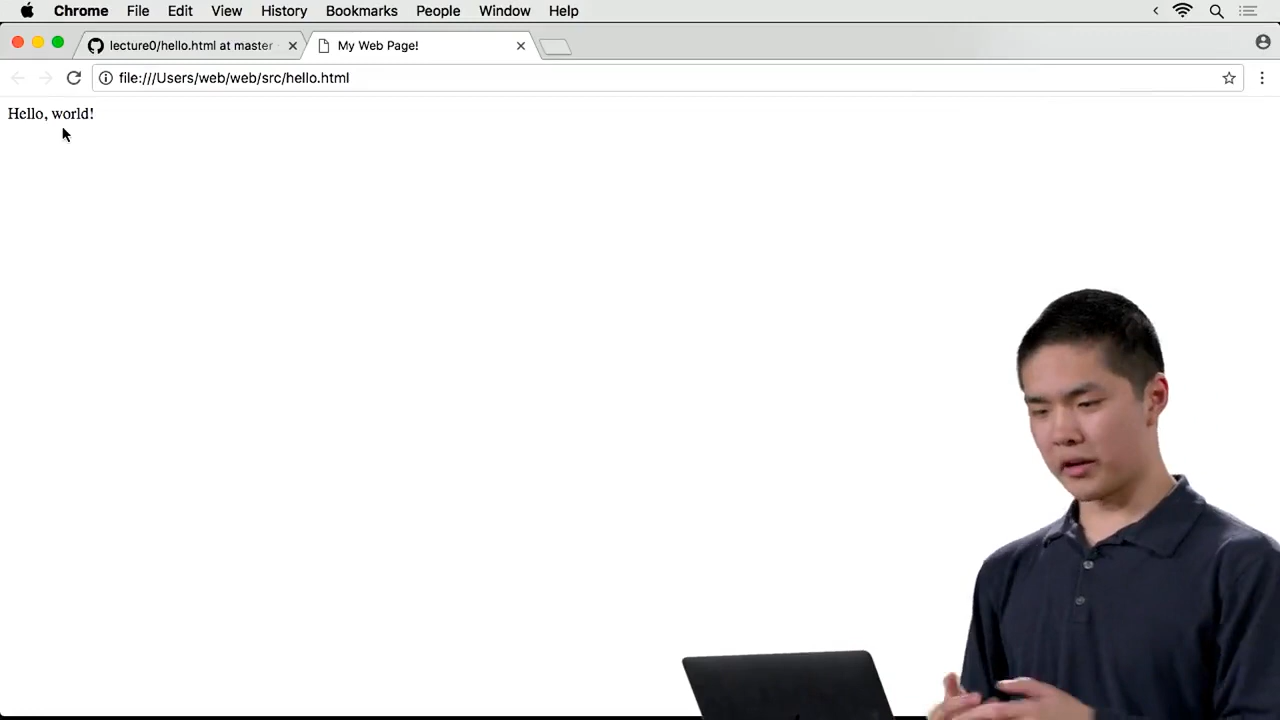 Chrome File Edit View History Bookmarks People Window Help
lecture0/hello.html at master
My Web Page!
file:///Users/web/web/src/hello.html
Hello, world!